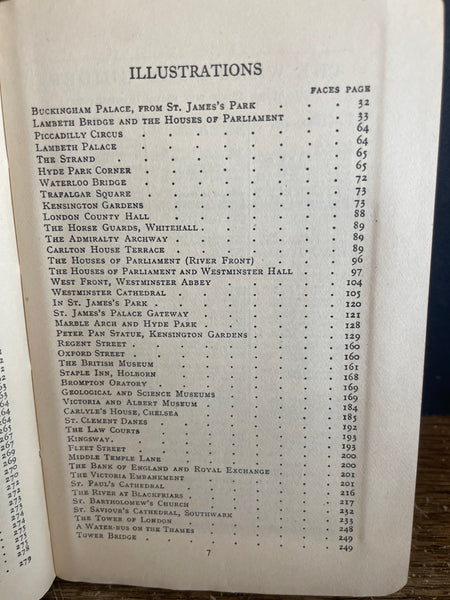 ILLUSTRATIONS
FACES PAGE
BUCKINGHAM PALACE, FROM ST. JAMES'S PARK . . . 32
LAMBETH BRIDGE AND THE HOUSES OF PARLIAMENT . . . 33
PICCADILLY CIRCUS . . . 64
LAMBETH PALACE . . . 64
THE STRAND . . . 65
HYDE PARK CORNER . . . 65
WATERLOO BRIDGE . . . 72
TRAFALGAR SQUARE . . . 73
KENSINGTON GARDENS . . . 73
LONDON COUNTY HALL . . . 88
THE HORSE GUARDS, WHITEHALL . . . 89
THE ADMIRALTY ARCHWAY . . . 89
CARLTON HOUSE TERRACE . . . 89
THE HOUSES OF PARLIAMENT (RIVER FRONT) . . . 96
THE HOUSES OF PARLIAMENT AND WESTMINSTER HALL . . . 97
WEST FRONT, WESTMINSTER ABBEY . . . 104
WESTMINSTER CATHEDRAL . . . 105
IN ST. JAMES'S PARK . . . 120
ST. JAMES'S PALACE GATEWAY . . . 121
MARBLE ARCH AND HYDE PARK . . . 128
PETER PAN STATUE, KENSINGTON GARDENS . . . 129
REGENT STREET . . . 160
OXFORD STREET . . . 160
THE BRITISH MUSEUM . . . 161
STAPLE INN, HOLBORN . . . 168
BROMPTON ORATORY . . . 169
GEOLOGICAL AND SCIENCE MUSEUMS . . . 169
VICTORIA AND ALBERT MUSEUM . . . 184
CARLYLE'S HOUSE, CHELSEA . . . 185
ST. CLEMENT DANES . . . 192
THE LAW COURTS . . . 193
KINGSWAY . . . 193
FLEET STREET . . . 200
MIDDLE TEMPLE LANE . . . 200
THE BANK OF ENGLAND AND ROYAL EXCHANGE . . . 201
THE VICTORIA EMBANKMENT . . . 201
ST. PAUL'S CATHEDRAL . . . 216
THE RIVER AT BLACKFRIARS . . . 217
ST. BARTHOLOMEW'S CHURCH . . . 232
ST. SAVIOUR'S CATHEDRAL, SOUTHWARK . . . 233
THE TOWER OF LONDON . . . 248
A WATER-BUS ON THE THAMES . . . 249
TOWER BRIDGE . . . 249
7